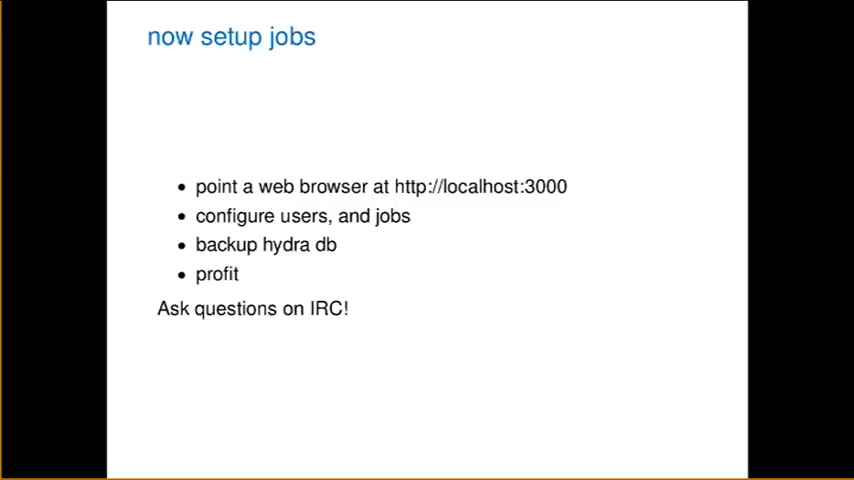 now setup jobs
• point a web browser at http://localhost:3000
• configure users, and jobs
• backup hydra db
• profit
Ask questions on IRC!